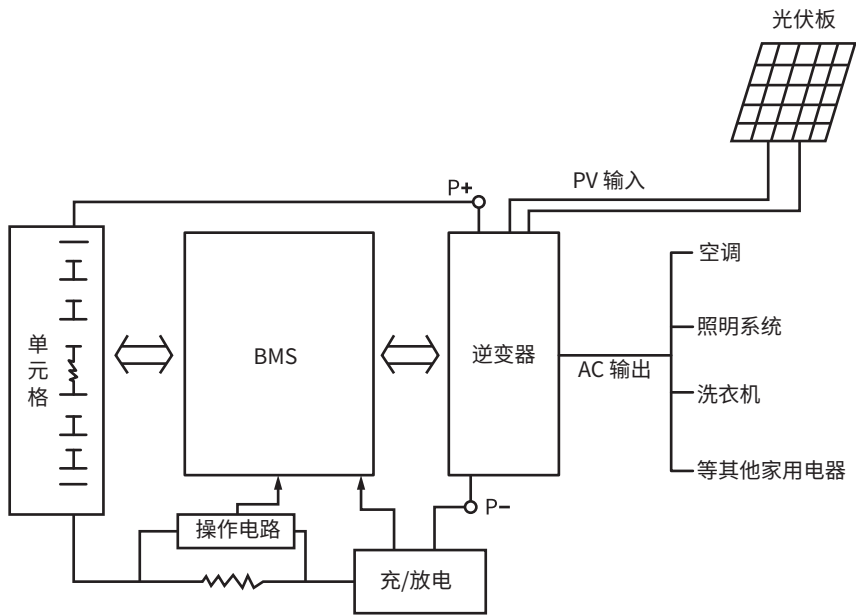 光伏板
P+
PV 输入
单元格
BMS
逆变器
AC 输出
空调
照明系统
洗衣机
等其他家用电器
P-
操作电路
充/放电